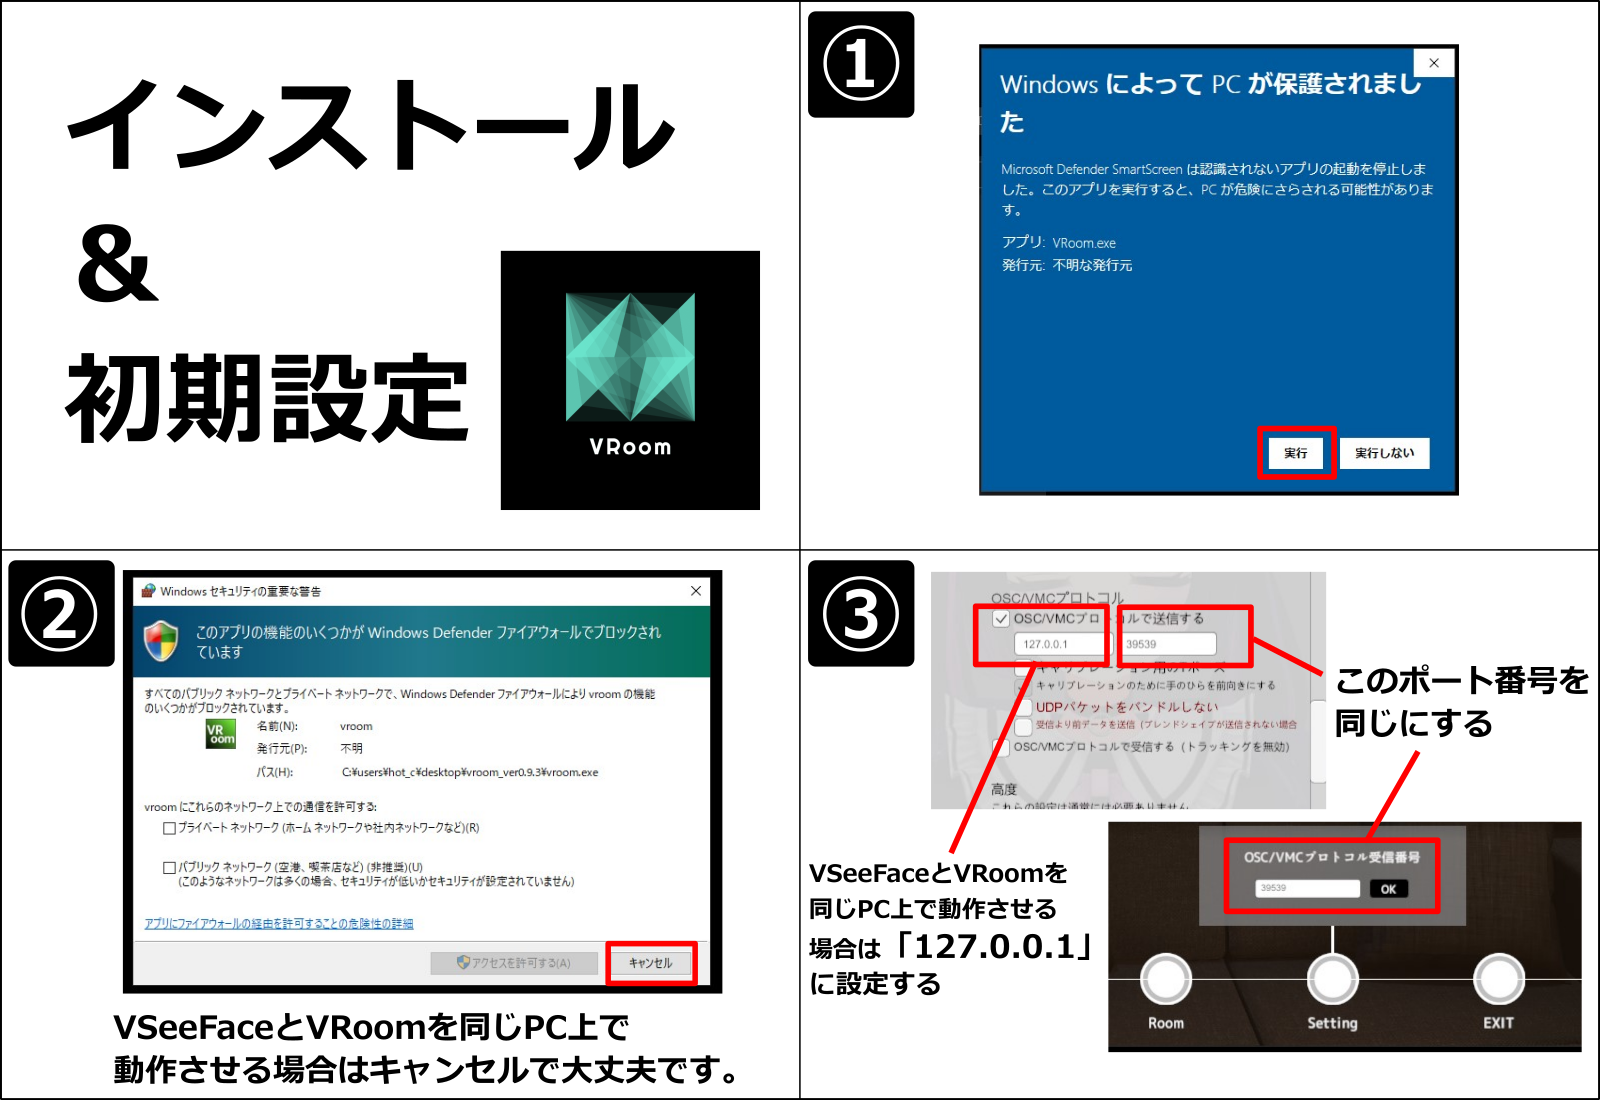 インストール
&
初期設定
VRoom
①
Windows によって PC が保護されまし
た
Microsoft Defender SmartScreen は認識されないアプリの起動を停止しま
した。このアプリを実行すると、PC が危険にさらされる可能性がありま
す。
アプリ: VRoom.exe
発行元: 不明な発行元
実行
実行しない
②
Windows セキュリティの重要な警告
このアプリの機能のいくつかが Windows Defender ファイアウォールでブロックされ
ています
すべてのパブリック ネットワークとプライベート ネットワークで、Windows Defender ファイアウォールにより vroom の機能
のいくつかがブロックされています。
VR
oom
名前(N): vroom
発行元(P): 不明
パス(H): C:¥users¥hot_c¥desktop¥vroom_ver0.9.3¥vroom.exe
vroom にこれらのネットワーク上での通信を許可する:
プライベート ネットワーク (ホーム ネットワークや社内ネットワークなど)(R)
パブリック ネットワーク (空港、喫茶店など) (非推奨)(U)
(このようなネットワークは多くの場合、セキュリティが低いかセキュリティが設定されていません)
アプリにファイアウォールの経由を許可することの危険性の詳細
アクセスを許可する(A)
キャンセル
VSeeFaceとVRoomを同じPC上で
動作させる場合はキャンセルで大丈夫です。
③
OSC/VMCプロトコル
OSC/VMCプロトコルで送信する
127.0.0.1
39539
キャリブレーション用のTポーズ
キャリブレーションのために手のひらを前向きにする
UDPパケットをバンドルしない
受信より前データを送信 (ブレンドシェイプが送信されない場合
OSC/VMCプロトコルで受信する (トラッキングを無効)
高度
これらの設定は通常には必要ありません
このポート番号を
同じにする
VSeeFaceとVRoomを
同じPC上で動作させる
場合は「127.0.0.1」
に設定する
OSC/VMCプロトコル受信番号
39539
OK
Room
Setting
EXIT